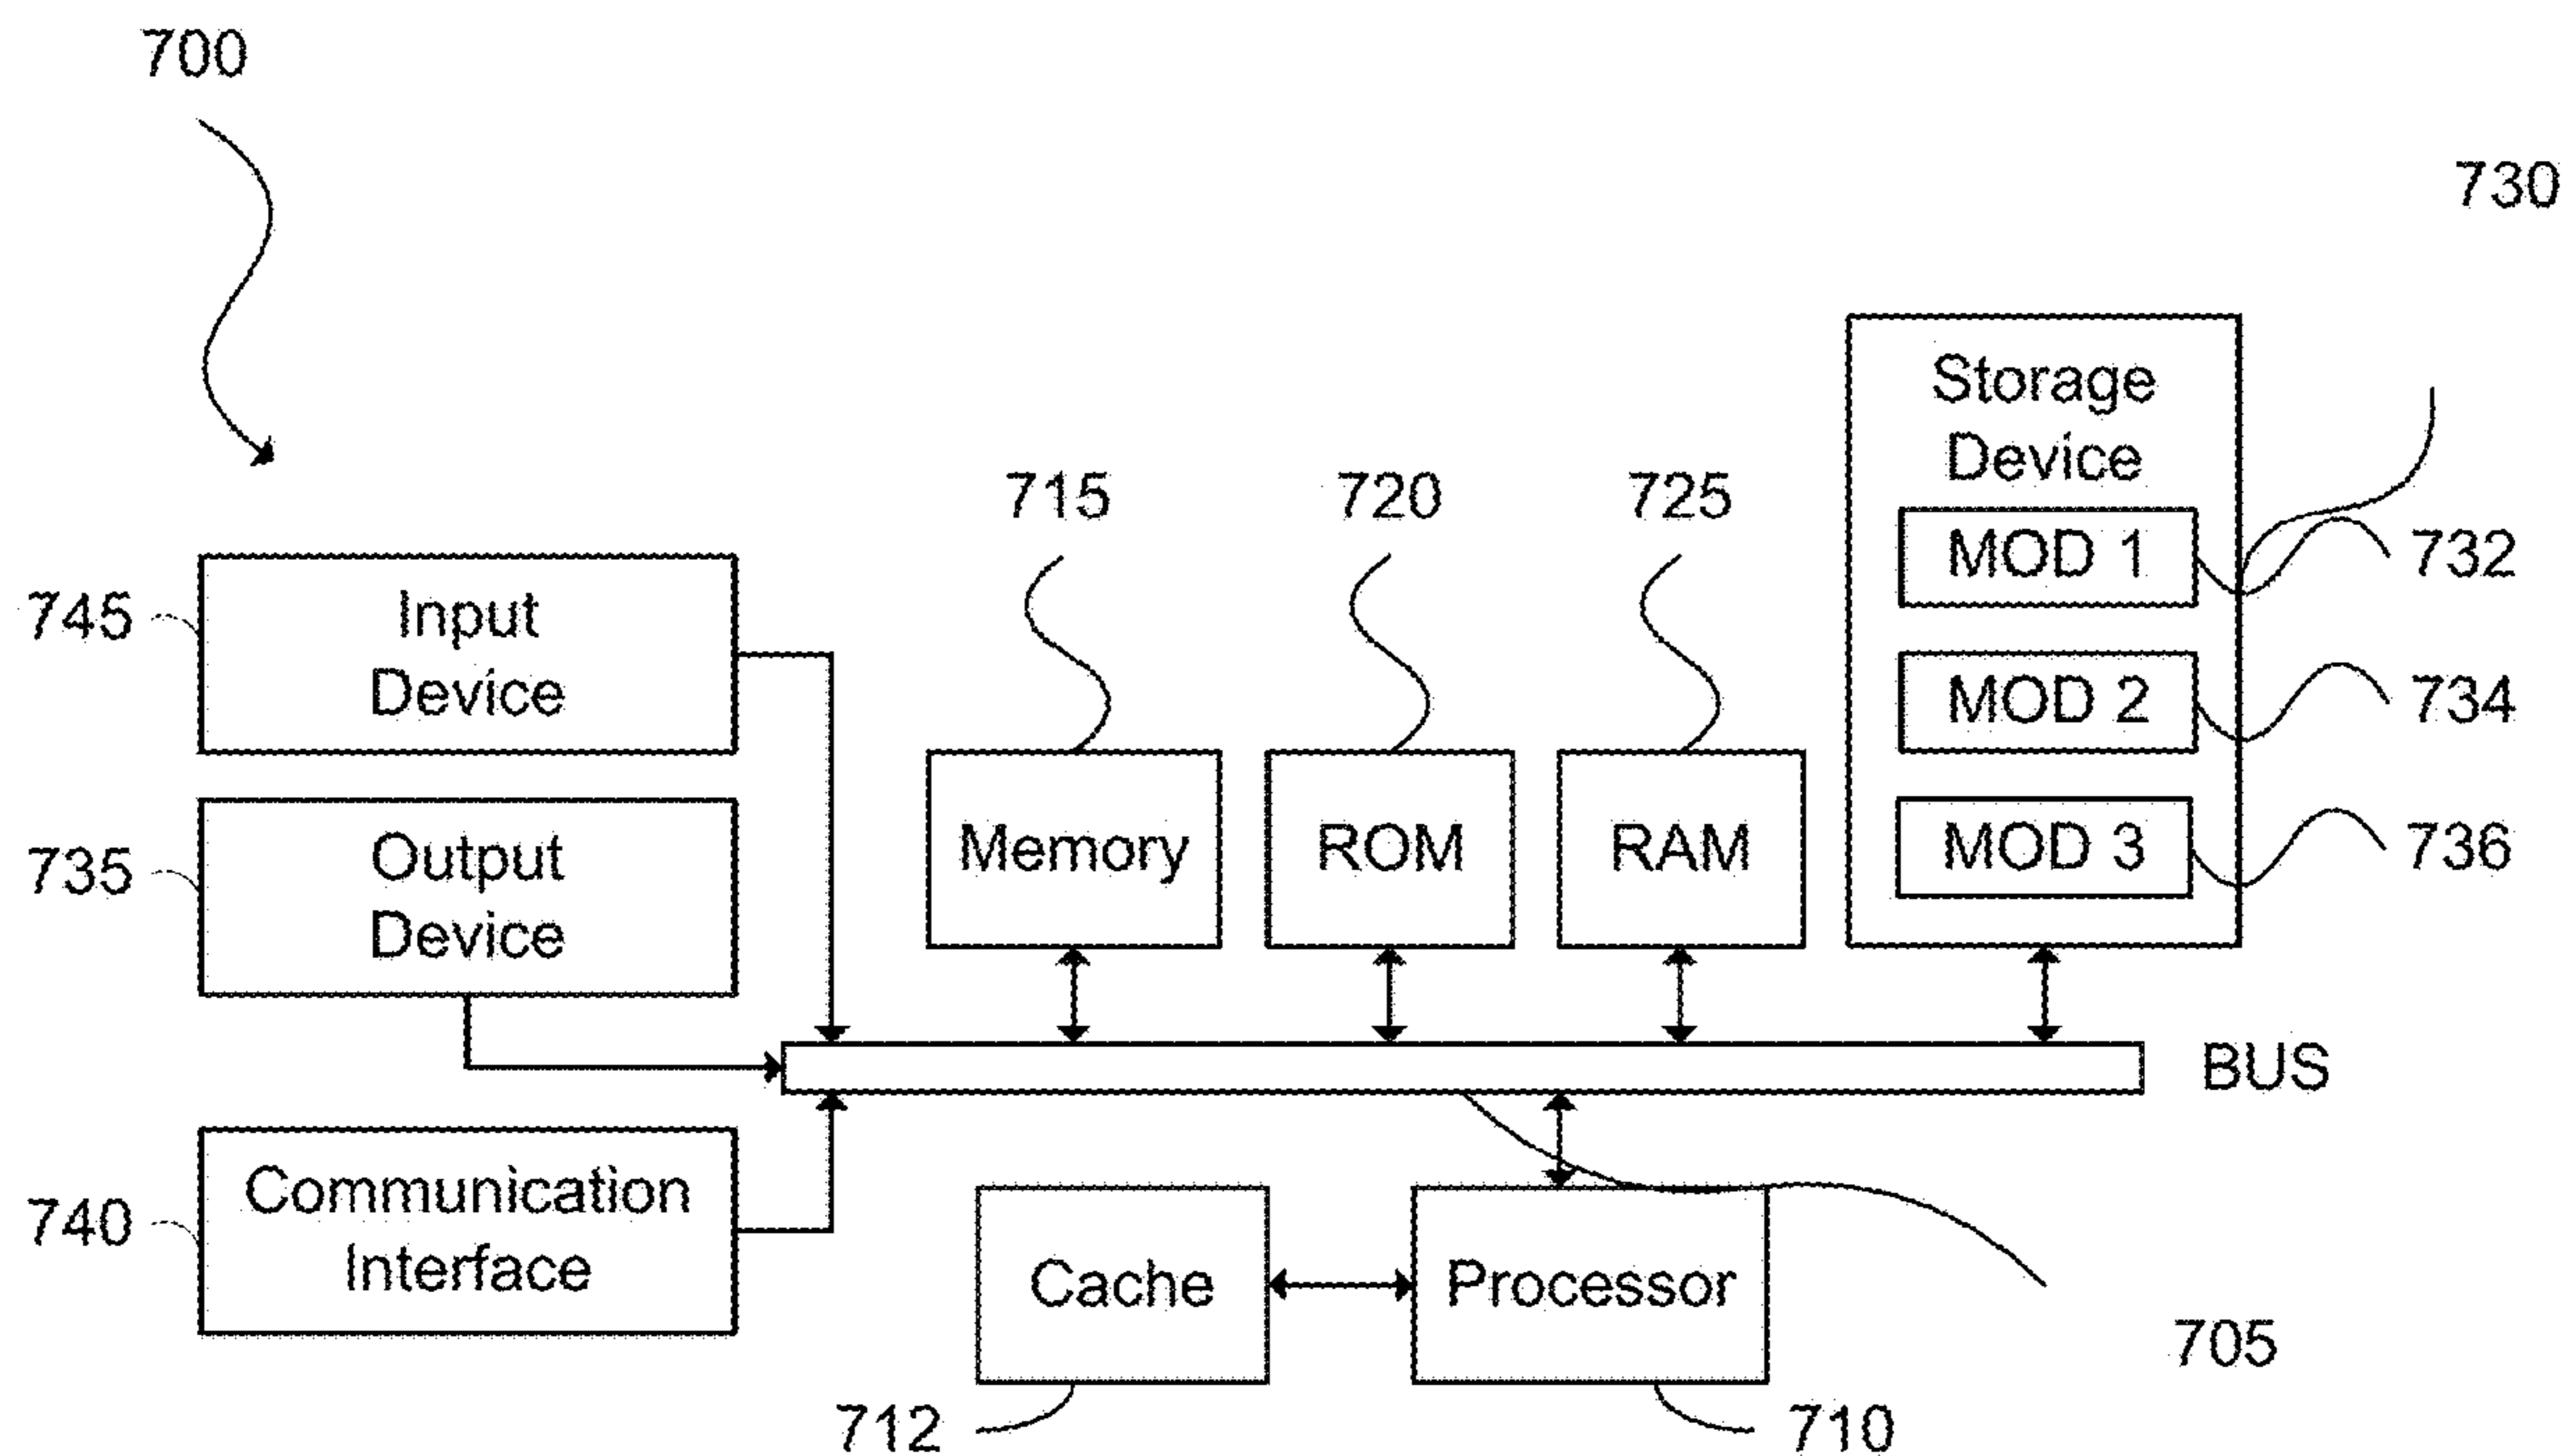 700
730
Storage
Device
715
720
725
MOD 1
732
745
Input
Device
MOD 2
734
Memory
ROM
RAM
MOD 3
736
735
Output
Device
BUS
740
Communication
Interface
Cache
Processor
705
712
710